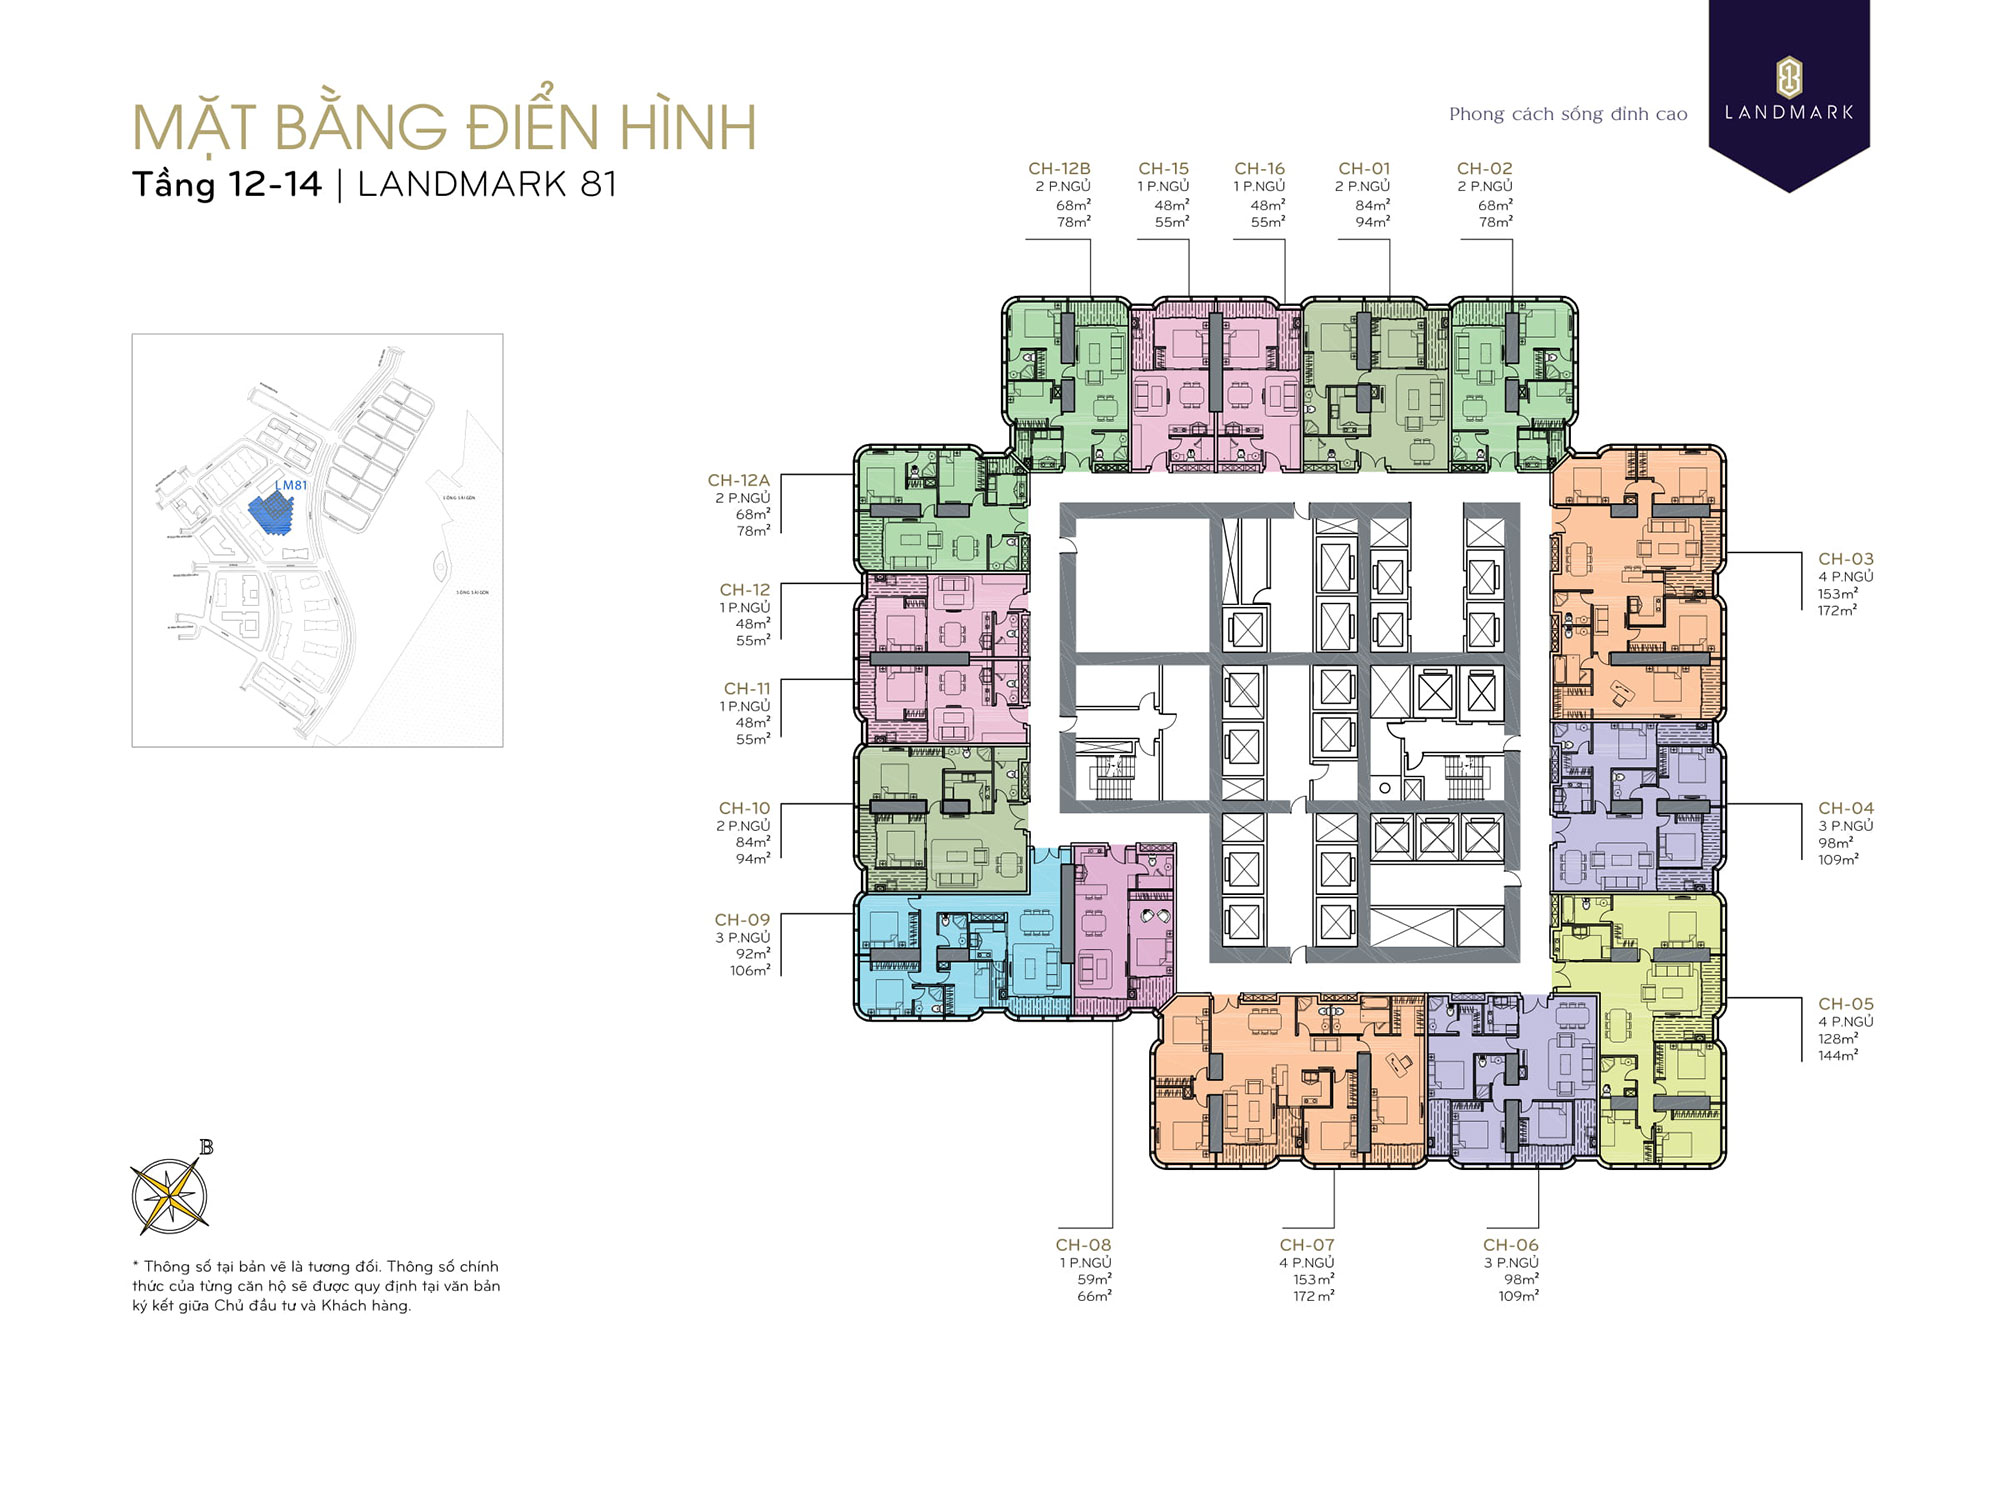 MẶT BẰNG ĐIỂN HÌNH
Tầng 12-14 | LANDMARK 81
Phong cách sống đỉnh cao
LANDMARK
CH-12B
2 P.NGỦ
68m²
78m²
CH-15
1 P.NGỦ
48m²
55m²
CH-16
1 P.NGỦ
48m²
55m²
CH-01
2 P.NGỦ
84m²
94m²
CH-02
2 P.NGỦ
68m²
78m²
CH-12A
2 P.NGỦ
68m²
78m²
CH-12
1 P.NGỦ
48m²
55m²
CH-11
1 P.NGỦ
48m²
55m²
CH-10
2 P.NGỦ
84m²
94m²
CH-09
3 P.NGỦ
92m²
106m²
CH-03
4 P.NGỦ
153m²
172m²
CH-04
3 P.NGỦ
98m²
109m²
CH-05
4 P.NGỦ
128m²
144m²
CH-08
1 P.NGỦ
59m²
66m²
CH-07
4 P.NGỦ
153m²
172m²
CH-06
3 P.NGỦ
98m²
109m²
LM81
SÔNG SÀI GÒN
SÔNG SÀI GÒN
B
* Thông số tại bản vẽ là tương đối. Thông số chính
thức của từng căn hộ sẽ được quy định tại văn bản
ký kết giữa Chủ đầu tư và Khách hàng.